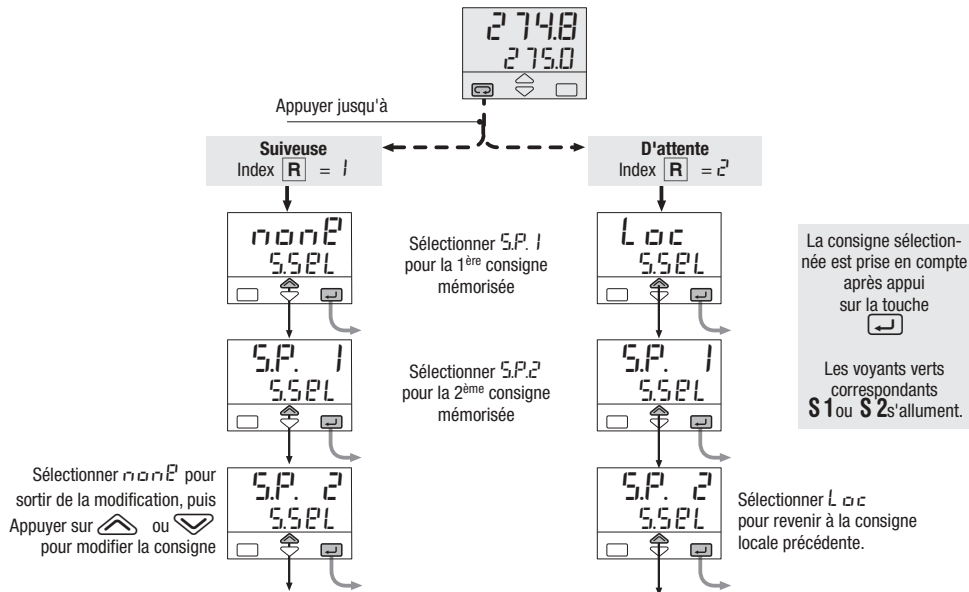 274.8
275.0
Appuyer jusqu'à
Suiveuse
Index R = 1
D'attente
Index R = 2
nonE
S.SEL
Sélectionner S.P. 1
pour la 1ère consigne
mémorisée
Loc
S.SEL
La consigne sélection-
née est prise en compte
après appui
sur la touche
Les voyants verts
correspondants
S 1 ou S 2 s'allument.
S.P. 1
S.SEL
Sélectionner S.P.2
pour la 2ème consigne
mémorisée
S.P. 1
S.SEL
Sélectionner nonE pour
sortir de la modification, puis
Appuyer sur ou
pour modifier la consigne
S.P. 2
S.SEL
S.P. 2
S.SEL
Sélectionner Loc
pour revenir à la consigne
locale précédente.